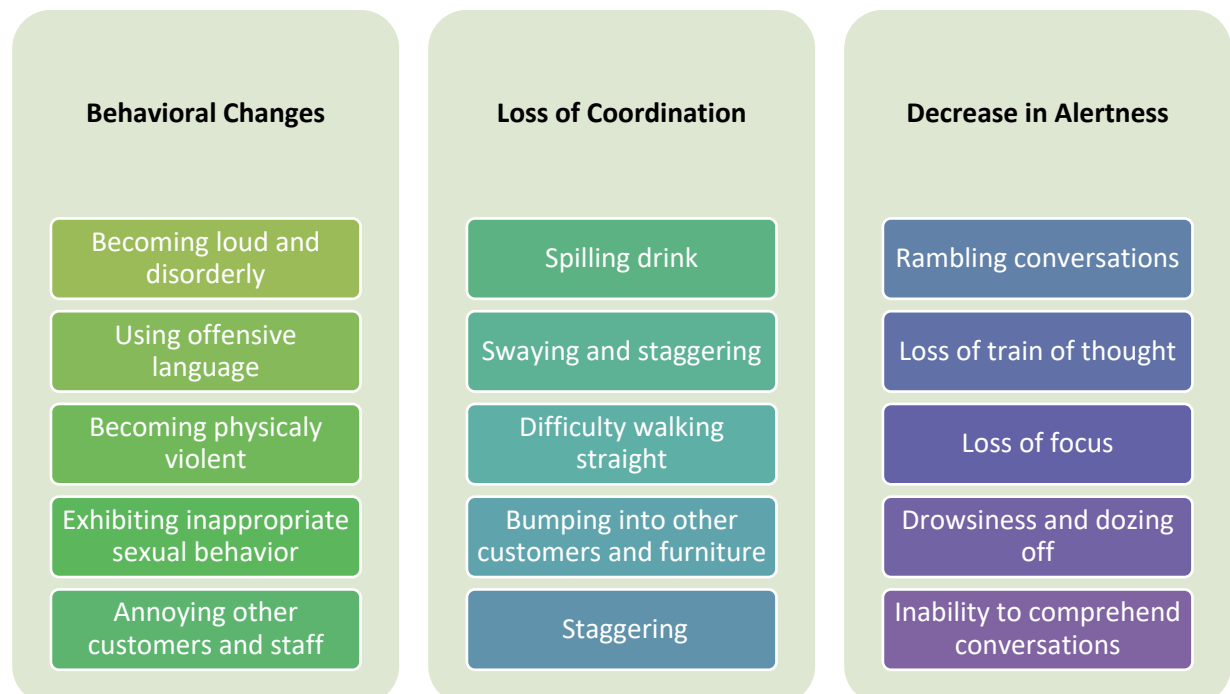 Behavioral Changes
Becoming loud and
disorderly
Using offensive
language
Becoming physicaly
violent
Exhibiting inappropriate
sexual behavior
Annoying other
customers and staff
Loss of Coordination
Spilling drink
Swaying and staggering
Difficulty walking
straight
Bumping into other
customers and furniture
Staggering
Decrease in Alertness
Rambling conversations
Loss of train of thought
Loss of focus
Drowsiness and dozing
off
Inability to comprehend
conversations